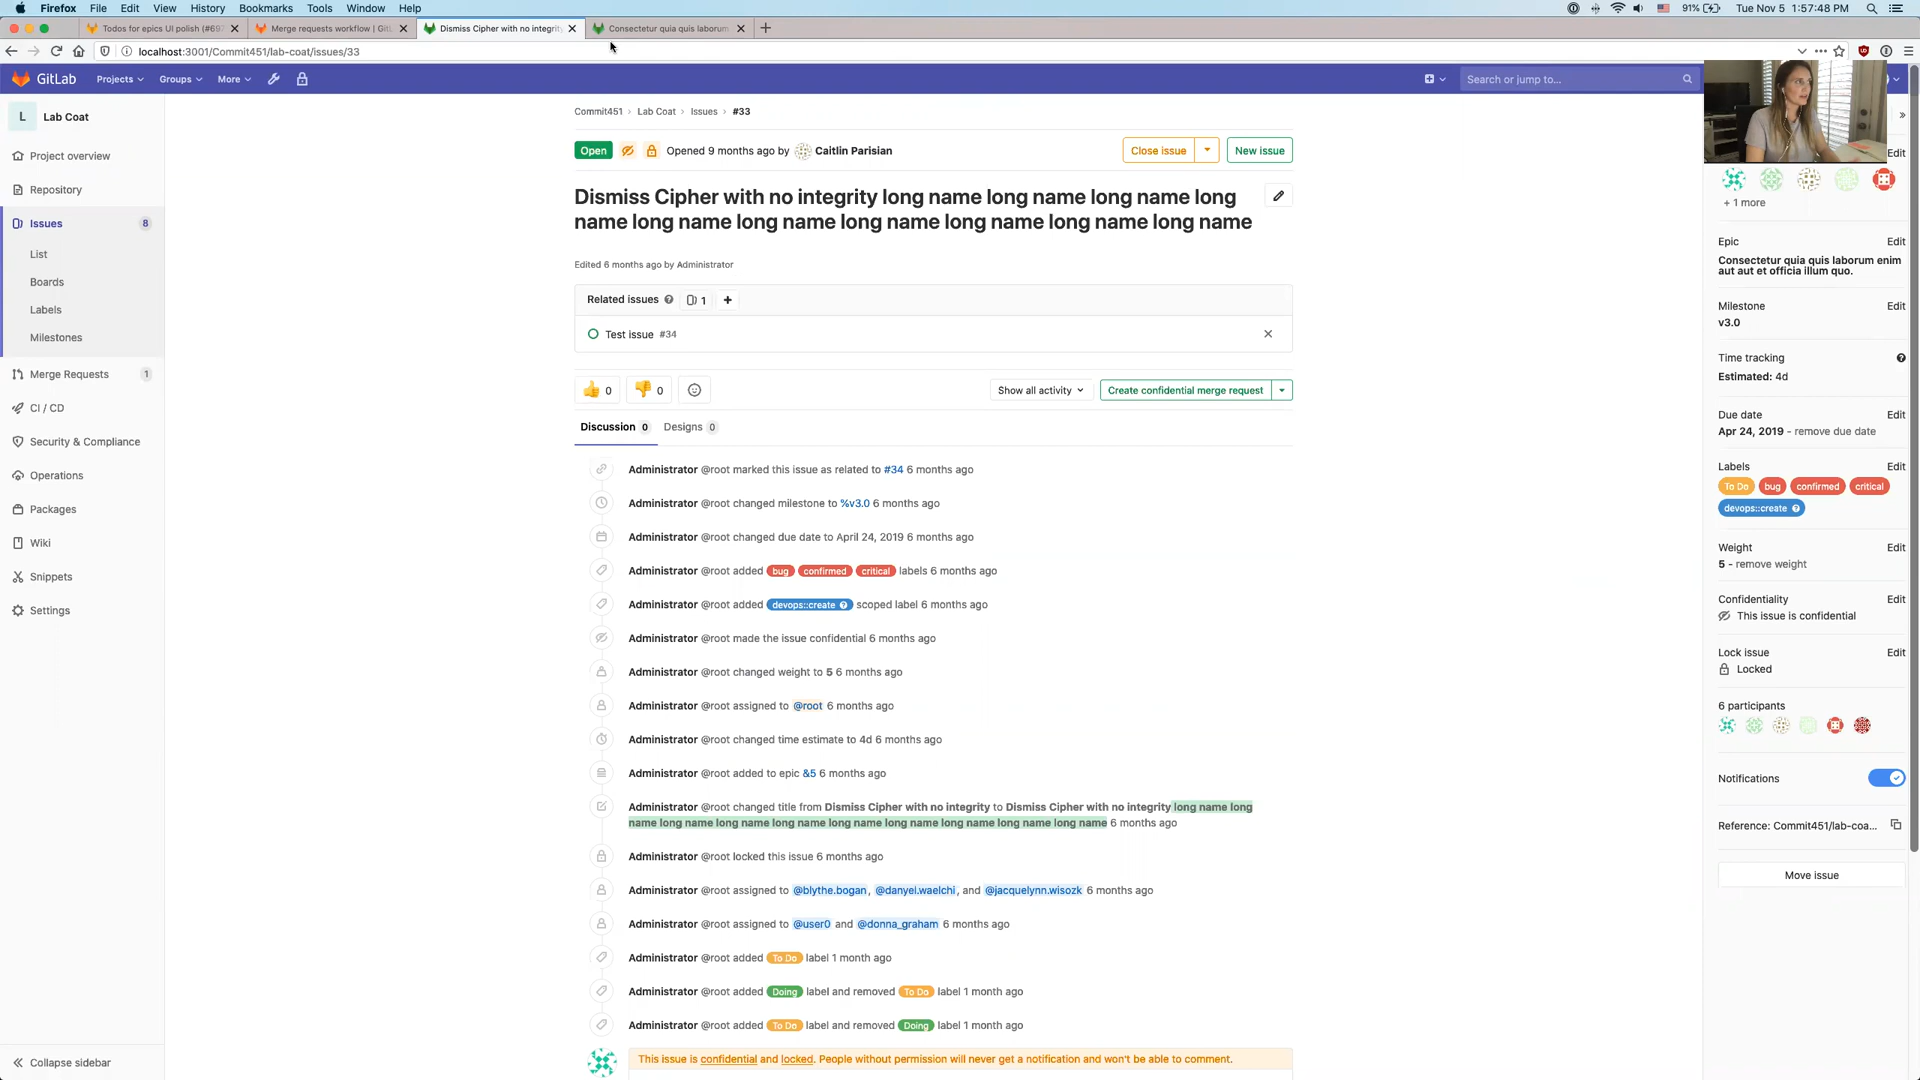 Firefox File Edit View History Bookmarks Tools Window Help 91% Tue Nov 5 1:57:48 PM
Todos for epics UI polish (#69 Merge requests workflow | Git Dismiss Cipher with no integrity Consectetur quia quis laborum
localhost:3001/Commit451/lab-coat/issues/33
GitLab Projects Groups More Search or jump to...
L Lab Coat
Project overview
Repository
Issues 8
List
Boards
Labels
Milestones
Merge Requests 1
CI / CD
Security & Compliance
Operations
Packages
Wiki
Snippets
Settings
Collapse sidebar
Commit451 › Lab Coat › Issues › #33
Open Opened 9 months ago by Caitlin Parisian Close issue New issue
Dismiss Cipher with no integrity long name long name long name long
name long name long name long name long name long name long name
Edited 6 months ago by Administrator
Related issues 1 +
Test issue #34
👍 0 👎 0 Show all activity Create confidential merge request
Discussion 0 Designs 0
Administrator @root marked this issue as related to #34 6 months ago
Administrator @root changed milestone to %v3.0 6 months ago
Administrator @root changed due date to April 24, 2019 6 months ago
Administrator @root added bug confirmed critical labels 6 months ago
Administrator @root added devops::create scoped label 6 months ago
Administrator @root made the issue confidential 6 months ago
Administrator @root changed weight to 5 6 months ago
Administrator @root assigned to @root 6 months ago
Administrator @root changed time estimate to 4d 6 months ago
Administrator @root added to epic &5 6 months ago
Administrator @root changed title from Dismiss Cipher with no integrity to Dismiss Cipher with no integrity long name long
name long name long name long name long name long name long name long name long name 6 months ago
Administrator @root locked this issue 6 months ago
Administrator @root assigned to @blythe.bogan, @danyel.waelchi, and @jacquelynn.wisozk 6 months ago
Administrator @root assigned to @user0 and @donna_graham 6 months ago
Administrator @root added To Do label 1 month ago
Administrator @root added Doing label and removed To Do label 1 month ago
Administrator @root added To Do label and removed Doing label 1 month ago
This issue is confidential and locked. People without permission will never get a notification and won't be able to comment.
Edit
+ 1 more
Epic Edit
Consectetur quia quis laborum enim
aut aut et officia illum quo.
Milestone Edit
v3.0
Time tracking
Estimated: 4d
Due date Edit
Apr 24, 2019 - remove due date
Labels Edit
To Do bug confirmed critical
devops::create
Weight Edit
5 - remove weight
Confidentiality Edit
This issue is confidential
Lock issue Edit
Locked
6 participants
Notifications
Reference: Commit451/lab-coa...
Move issue